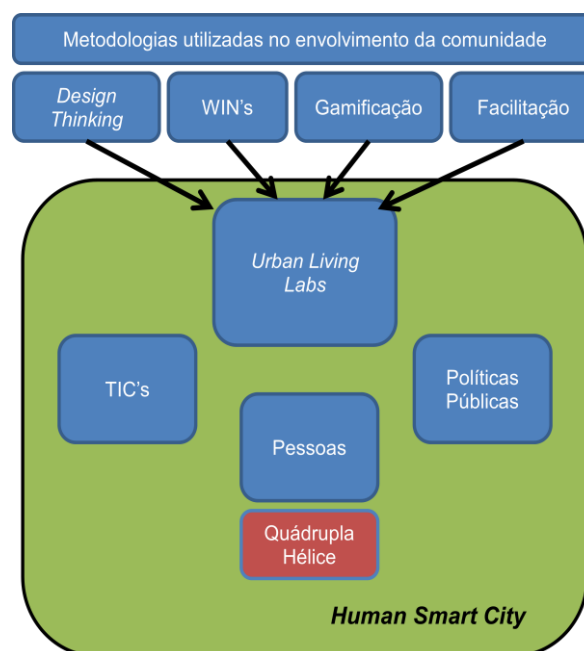 Metodologias utilizadas no envolvimento da comunidade
Design
Thinking
WIN's
Gamificação
Facilitação
Urban Living
Labs
TIC's
Políticas
Públicas
Pessoas
Quádrupla
Hélice
Human Smart City